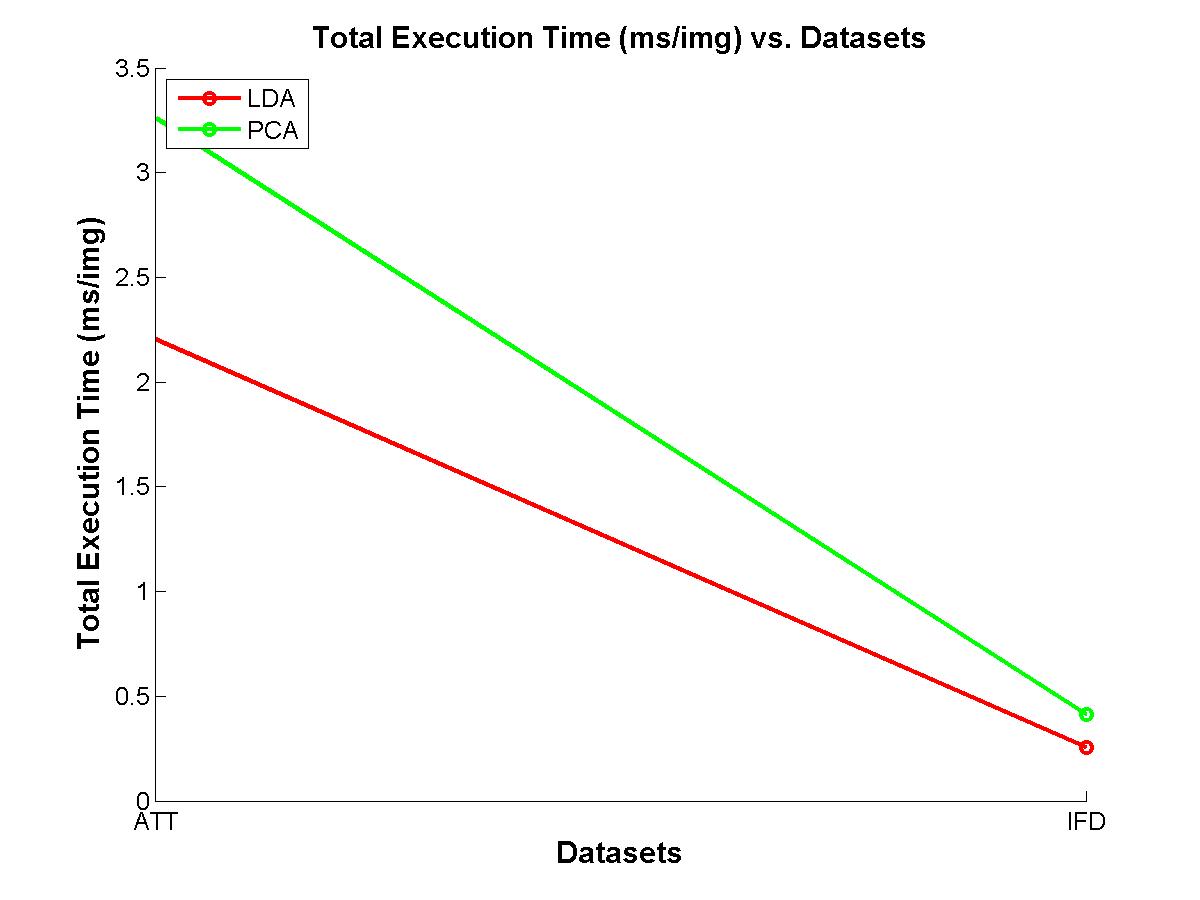 Total Execution Time (ms/img) vs. Datasets
3.5
3
2.5
2
1.5
1
0.5
0
Total Execution Time (ms/img)
LDA
PCA
ATT
IFD
Datasets